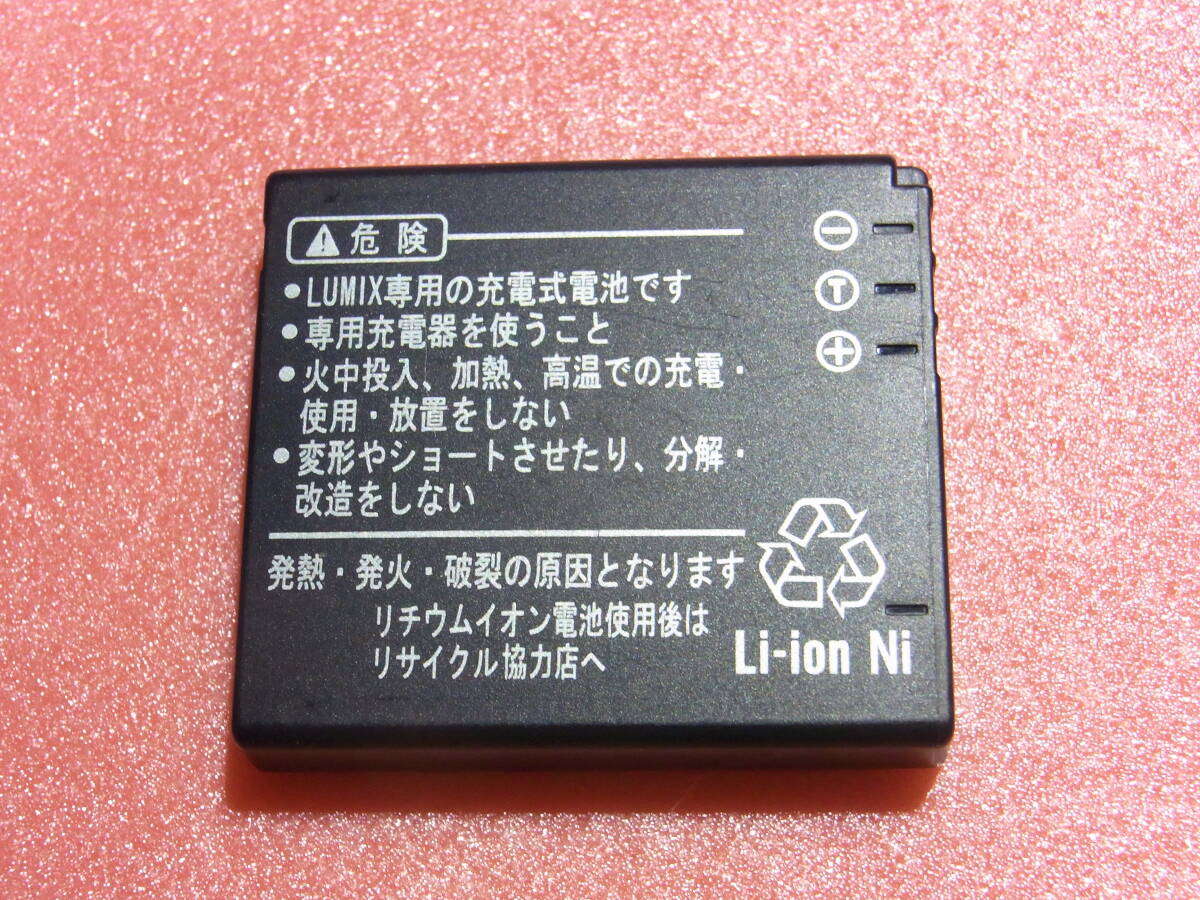 ⚠危険
●LUMIX専用の充電式電池です
●専用充電器を使うこと
●火中投入、加熱、高温での充電・
使用・放置をしない
●変形やショートさせたり、分解・
改造をしない
発熱・発火・破裂の原因となります
リチウムイオン電池使用後は
リサイクル協力店へ
⊖
T
⊕
Li-ion Ni